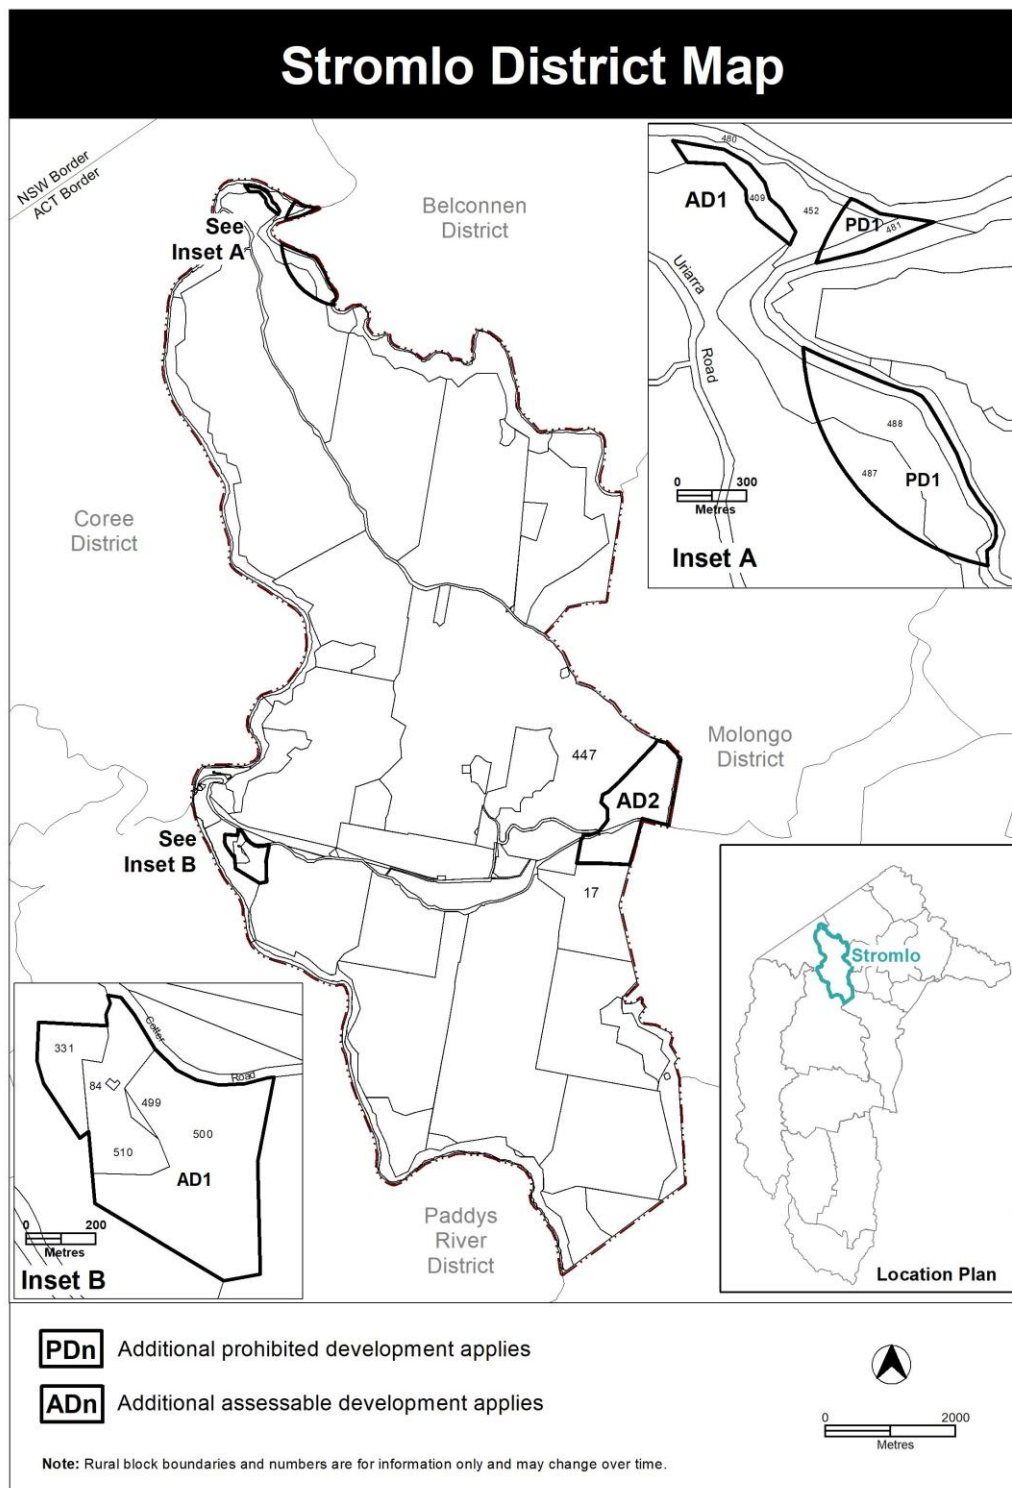 Stromlo District Map
NSW Border
ACT Border
See
Inset A
Belconnen
District
Coree
District
Molonglo
District
447
AD2
17
See
Inset B
Paddys
River
District
480
AD1
409
452
PD1
481
Uriarra
Road
488
487
PD1
0 300
Metres
Inset A
Stromlo
Location Plan
Cotter
Road
331
84
499
500
510
AD1
0 200
Metres
Inset B
PDn Additional prohibited development applies
ADn Additional assessable development applies
0 2000
Metres
Note: Rural block boundaries and numbers are for information only and may change over time.